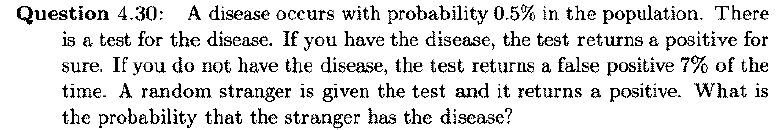 Question 4.30: A disease occurs with probability 0.5% in the population. There
is a test for the disease. If you have the disease, the test returns a positive for
sure. If you do not have the disease, the test returns a false positive 7% of the
time. A random stranger is given the test and it returns a positive. What is
the probability that the stranger has the disease?